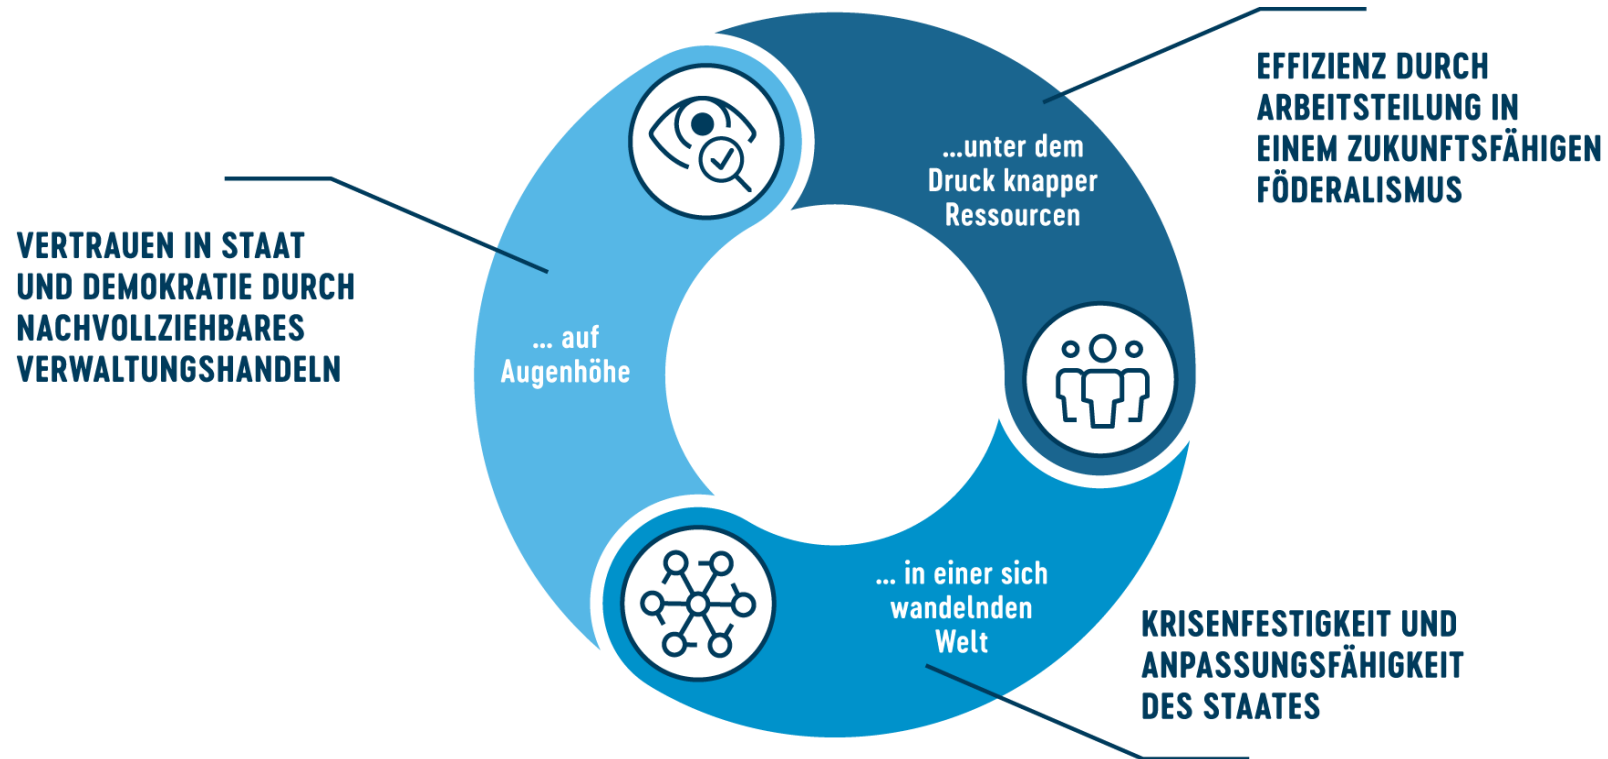 EFFIZIENZ DURCH
ARBEITSTEILUNG IN
EINEM ZUKUNFTSFÄHIGEN
FÖDERALISMUS
...unter dem
Druck knapper
Ressourcen
VERTRAUEN IN STAAT
UND DEMOKRATIE DURCH
NACHVOLLZIEHBARES
VERWALTUNGSHANDELN
... auf
Augenhöhe
... in einer sich
wandelnden
Welt
KRISENFESTIGKEIT UND
ANPASSUNGSFÄHIGKEIT
DES STAATES